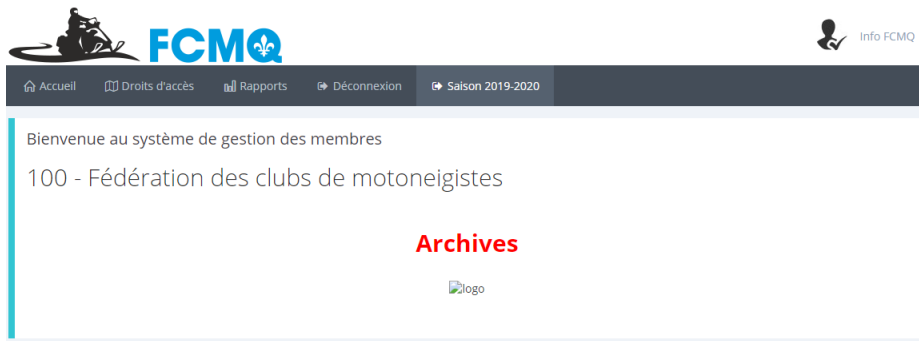 FCMQ
Info FCMQ
Accueil Droits d'accès Rapports Déconnexion Saison 2019-2020
Bienvenue au système de gestion des membres
100 - Fédération des clubs de motoneigistes
Archives
logo